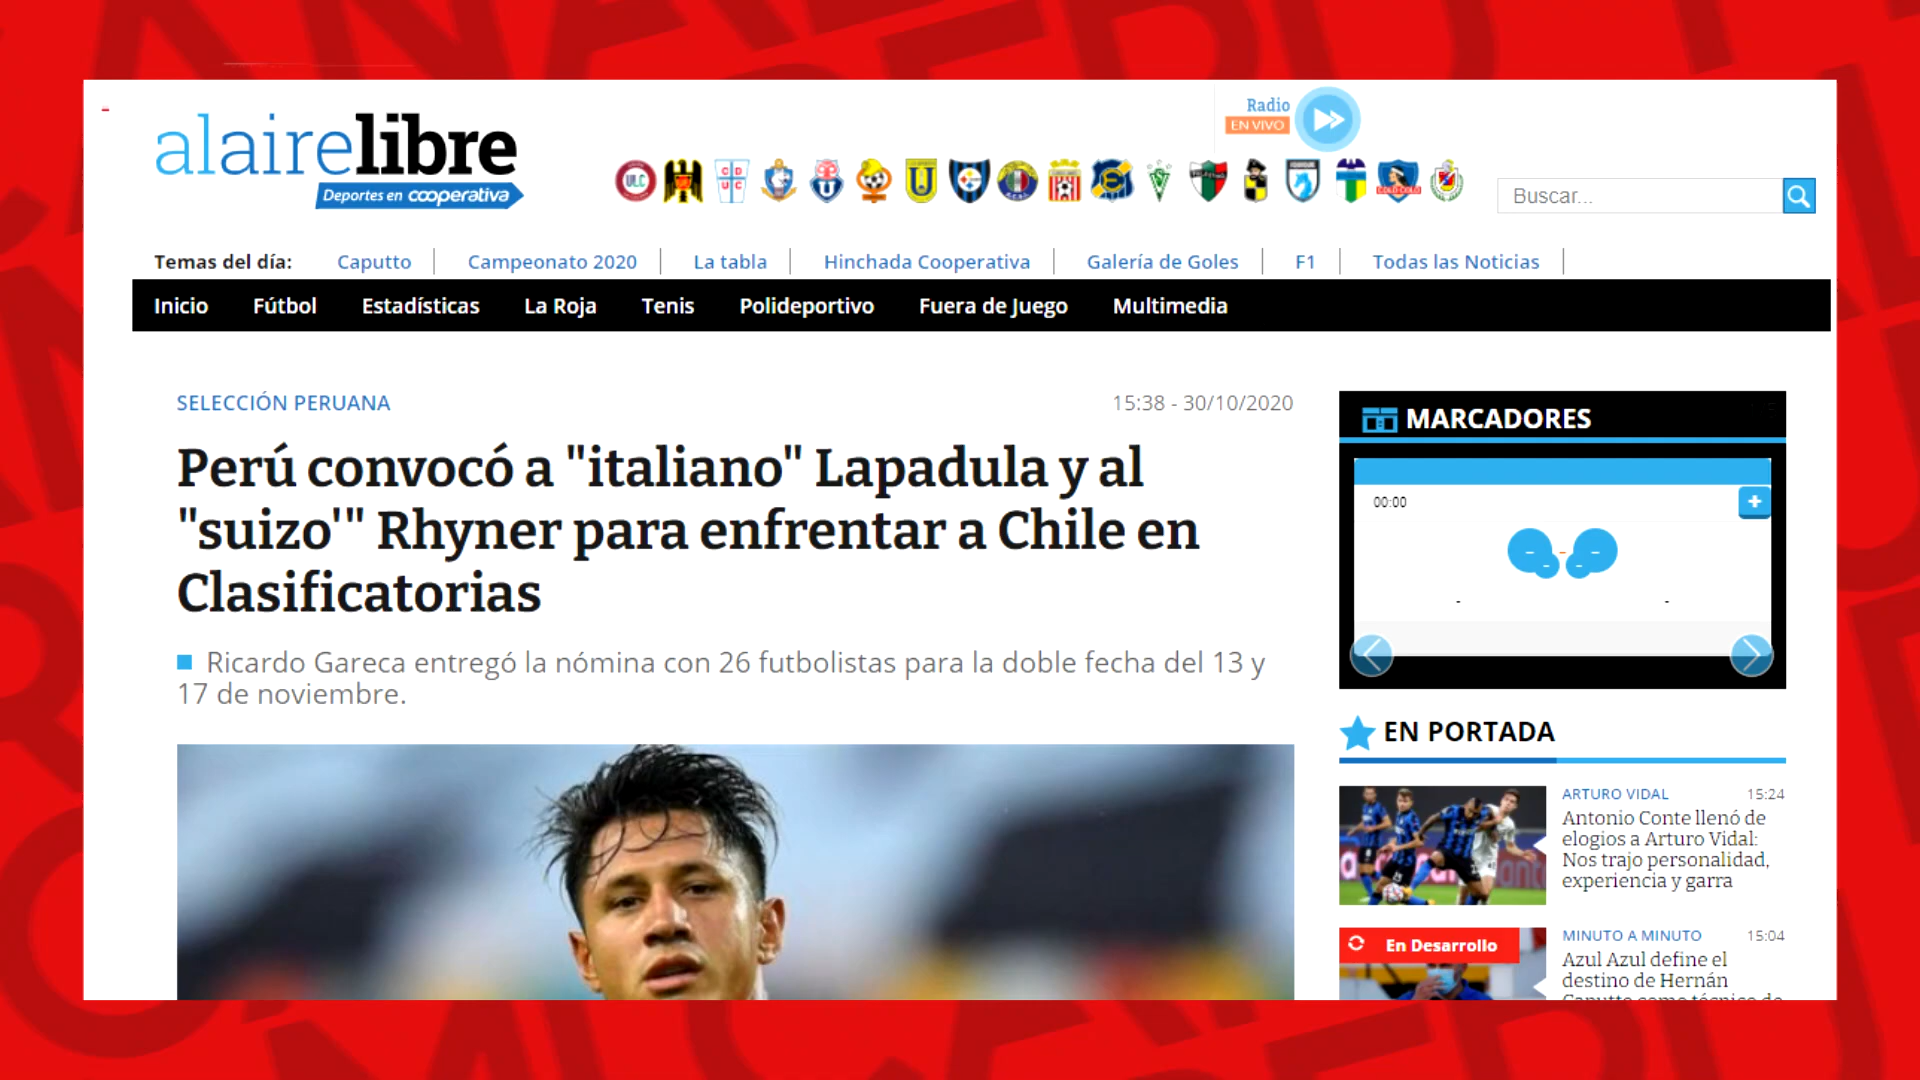 alairelibre
Deportes en cooperativa
Radio
EN VIVO
Buscar...
Temas del día:
Caputto
Campeonato 2020
La tabla
Hinchada Cooperativa
Galería de Goles
F1
Todas las Noticias
Inicio
Fútbol
Estadísticas
La Roja
Tenis
Polideportivo
Fuera de Juego
Multimedia
SELECCIÓN PERUANA
15:38 - 30/10/2020
Perú convocó a "italiano" Lapadula y al
"suizo'" Rhyner para enfrentar a Chile en
Clasificatorias
Ricardo Gareca entregó la nómina con 26 futbolistas para la doble fecha del 13 y
17 de noviembre.
MARCADORES
00:00
+
- - -
- -
- -
EN PORTADA
ARTURO VIDAL
15:24
Antonio Conte llenó de
elogios a Arturo Vidal:
Nos trajo personalidad,
experiencia y garra
En Desarrollo
MINUTO A MINUTO
15:04
Azul Azul define el
destino de Hernán
Caputto como técnico de